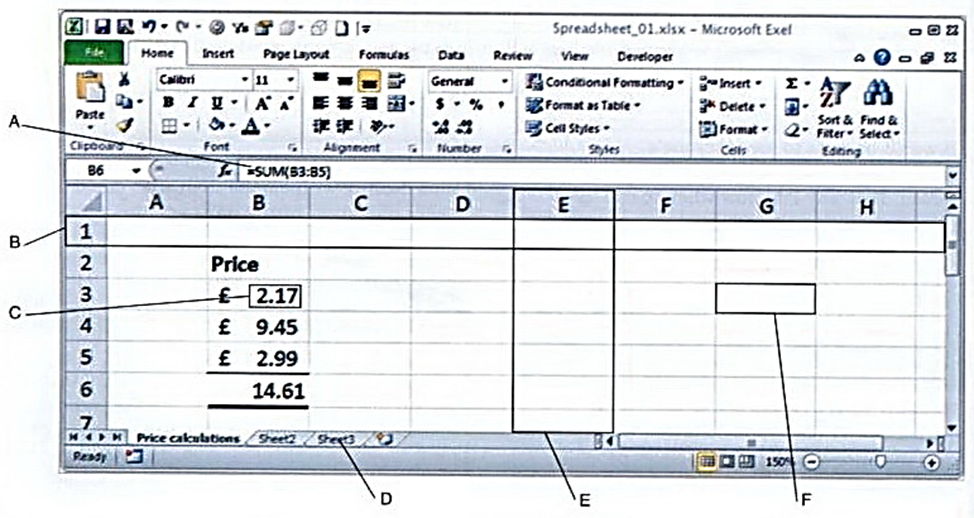 Spreadsheet_01.xlsx - Microsoft Exel
File Home Insert Page Layout Formulas Data Review View Developer
Calibri 11 General Conditional Formatting Insert Σ
Paste B I U A A $ % , Format as Table Delete Sort & Filter Find & Select
Cell Styles Format
Clipboard Font Alignment Number Styles Cells Editing
A
B6 fx =SUM(B3:B5)
A B C D E F G H
B 1
2 Price
C 3 £ 2.17
4 £ 9.45
5 £ 2.99
6 14.61
7
Price calculations Sheet2 Sheet3
Ready 150%
D E F